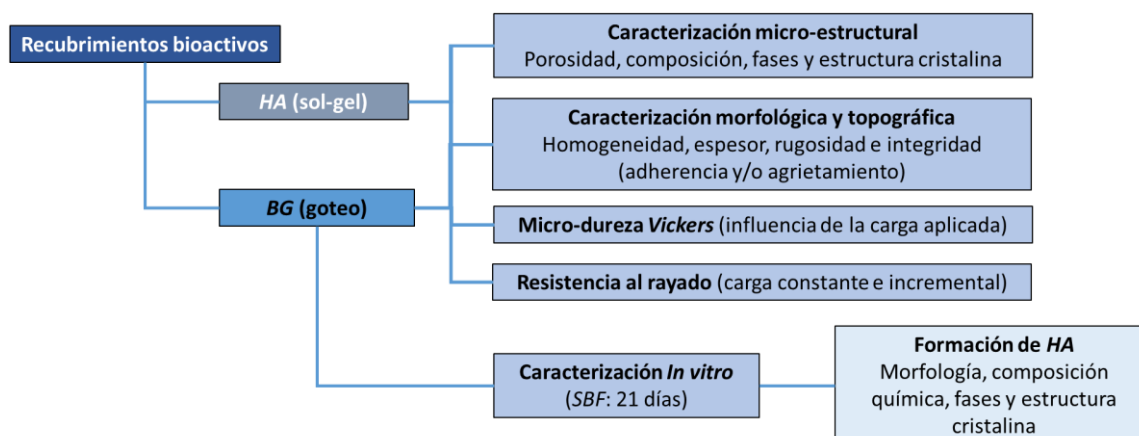 Recubrimientos bioactivos
HA (sol-gel)
BG (goteo)
Caracterización micro-estructural
Porosidad, composición, fases y estructura cristalina
Caracterización morfológica y topográfica
Homogeneidad, espesor, rugosidad e integridad
(adherencia y/o agrietamiento)
Micro-dureza Vickers (influencia de la carga aplicada)
Resistencia al rayado (carga constante e incremental)
Caracterización In vitro
(SBF: 21 días)
Formación de HA
Morfología, composición
química, fases y estructura
cristalina